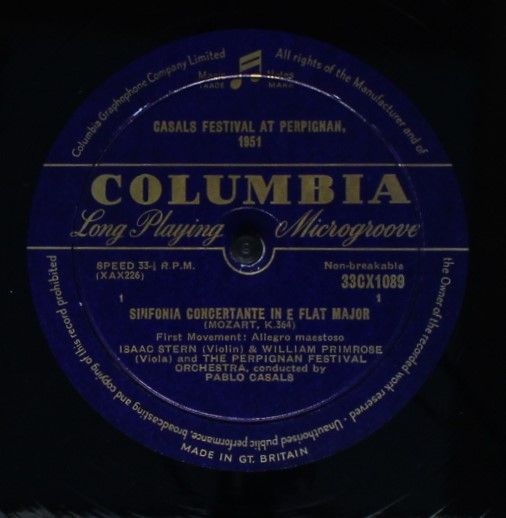 Columbia Graphophone Company Limited
All rights of the Manufacturer and of
the Owner of the recorded work reserved · Unauthorised public performance, broadcasting and copying of this record prohibited
Notes
TRADE MARK
CASALS FESTIVAL AT PERPIGNAN,
1951
COLUMBIA
Long Playing Microgroove
SPEED 33⅓ R.P.M.
(XAX226)
Non-breakable
33CX1089
1 1
SINFONIA CONCERTANTE IN E FLAT MAJOR
(MOZART, K.364)
First Movement: Allegro maestoso
ISAAC STERN (Violin) & WILLIAM PRIMROSE
(Viola) and THE PERPIGNAN FESTIVAL
ORCHESTRA, conducted by
PABLO CASALS
MADE IN GT. BRITAIN